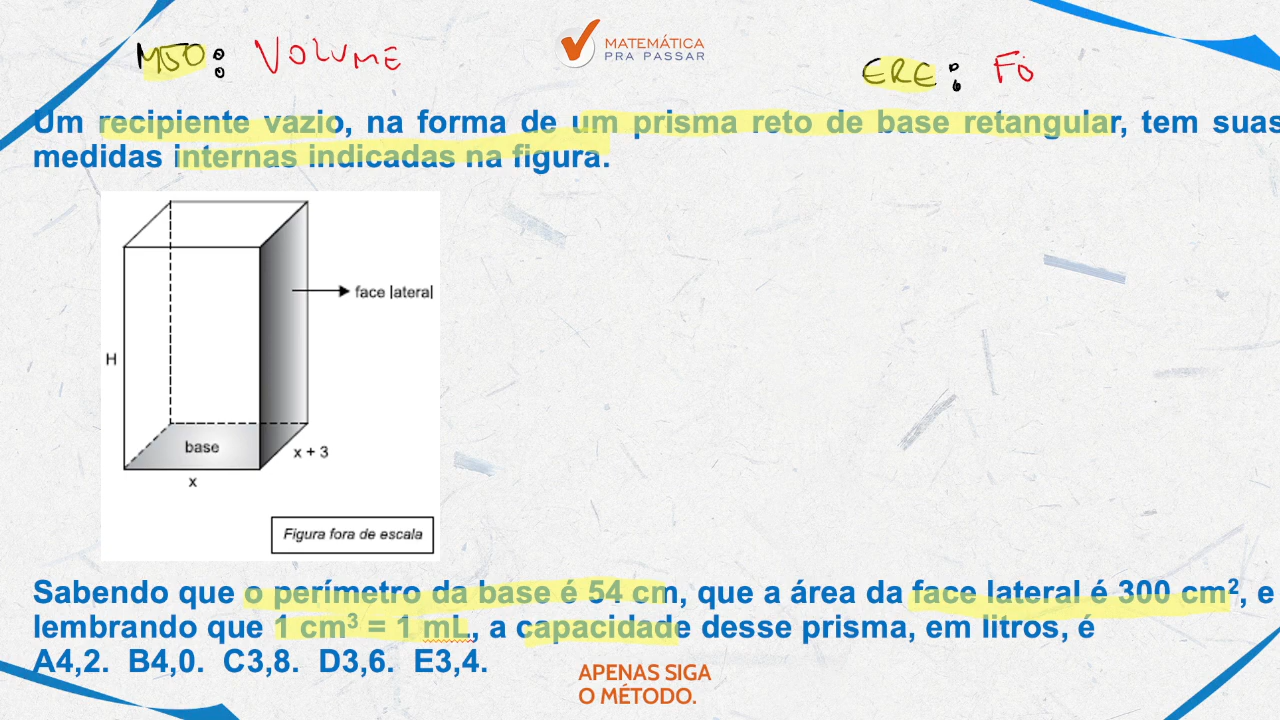 M50: VOLUME
MATEMÁTICA
PRA PASSAR
ERE: FÓ
Um recipiente vazio, na forma de um prisma reto de base retangular, tem suas
medidas internas indicadas na figura.
face lateral
H
base
x + 3
x
Figura fora de escala
Sabendo que o perímetro da base é 54 cm, que a área da face lateral é 300 cm², e
lembrando que 1 cm³ = 1 mL, a capacidade desse prisma, em litros, é
A4,2. B4,0. C3,8. D3,6. E3,4.
APENAS SIGA
O MÉTODO.